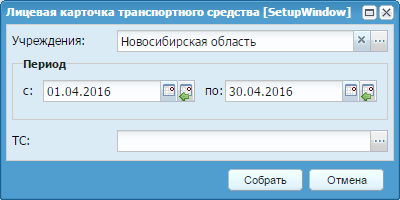 Лицевая карточка транспортного средства [SetupWindow]
Учреждения: Новосибирская область
Период
с: 01.04.2016 по: 30.04.2016
ТС:
Собрать Отмена